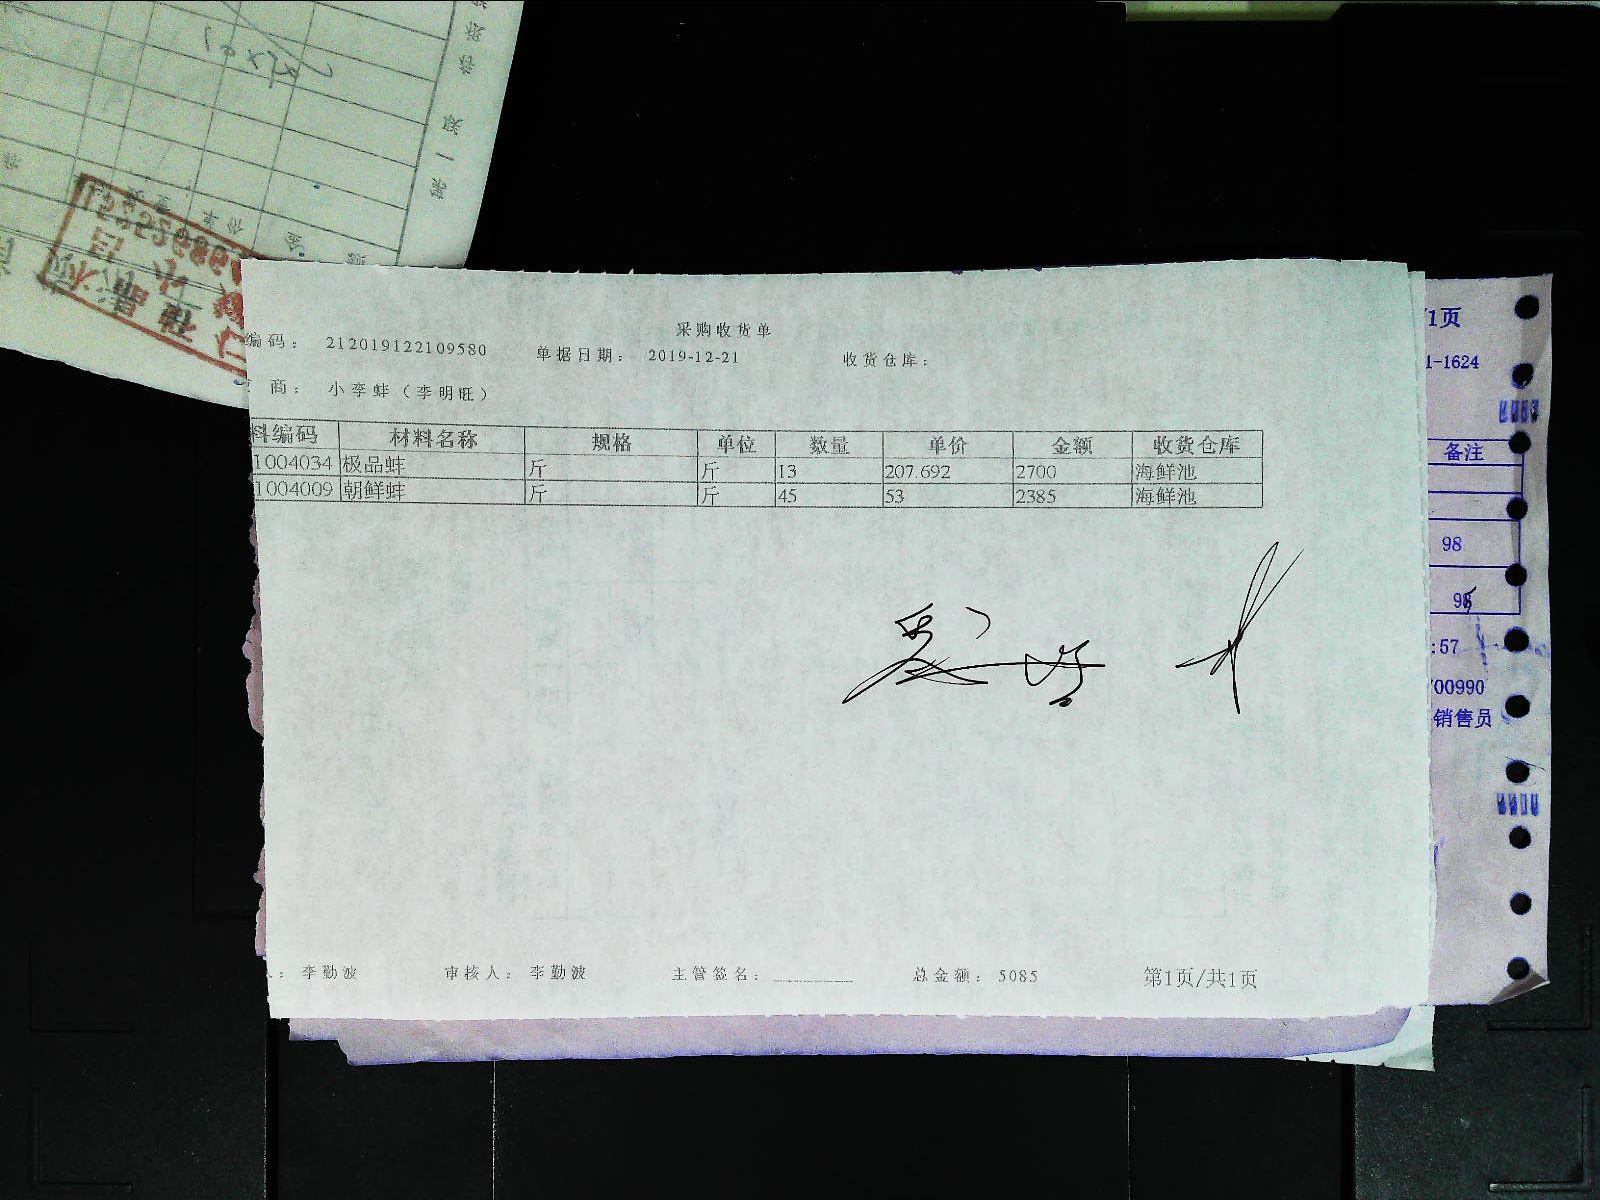 采购收货单
编码： 212019122109580 单据日期： 2019-12-21 收货仓库：
商： 小李蚌（李明旺）
料编码 材料名称 规格 单位 数量 单价 金额 收货仓库
1004034 极品蚌 斤 斤 13 207.692 2700 海鲜池
1004009 朝鲜蚌 斤 斤 45 53 2385 海鲜池
：李勤波 审核人：李勤波 主管签名： 总金额： 5085 第1页/共1页
1页
1-1624
备注
98
:57
00990
销售员